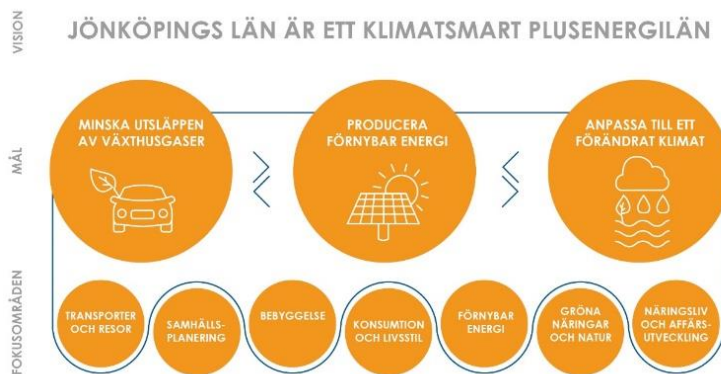 VISION
JÖNKÖPINGS LÄN ÄR ETT KLIMATSMART PLUSENERGILÄN
MÅL
MINSKA UTSLÄPPEN
AV VÄXTHUSGASER
PRODUCERA
FÖRNYBAR ENERGI
ANPASSA TILL ETT
FÖRÄNDRAT KLIMAT
FOKUSOMRÅDEN
TRANSPORTER
OCH RESOR
SAMHÄLLS-
PLANERING
BEBYGGELSE
KONSUMTION
OCH LIVSSTIL
FÖRNYBAR
ENERGI
GRÖNA
NÄRINGAR
OCH NATUR
NÄRINGSLIV
OCH AFFÄRS-
UTVECKLING